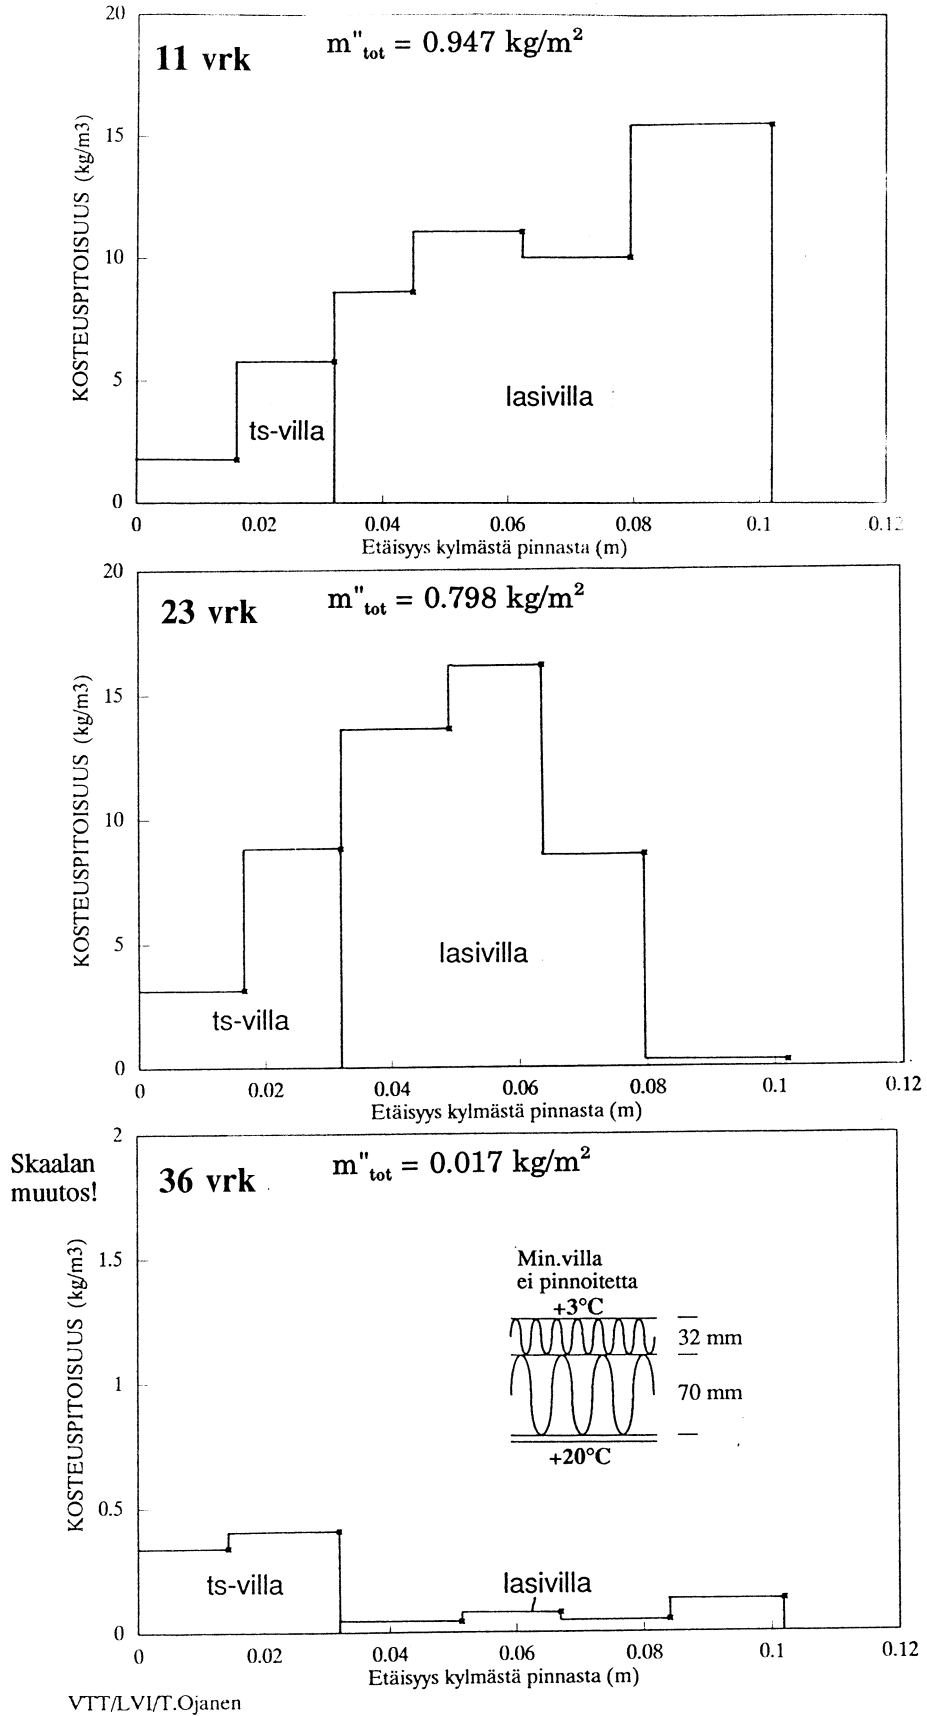 11 vrk
m"tot = 0.947 kg/m²
KOSTEUSPITOISUUS (kg/m3)
20
15
10
5
0
ts-villa
lasivilla
0 0.02 0.04 0.06 0.08 0.1 0.12
Etäisyys kylmästä pinnasta (m)
23 vrk
m"tot = 0.798 kg/m²
KOSTEUSPITOISUUS (kg/m3)
20
15
10
5
0
lasivilla
ts-villa
0 0.02 0.04 0.06 0.08 0.1 0.12
Etäisyys kylmästä pinnasta (m)
Skaalan
muutos!
36 vrk
m"tot = 0.017 kg/m²
KOSTEUSPITOISUUS (kg/m3)
2
1.5
1
0.5
0
Min.villa
ei pinnoitetta
+3°C
32 mm
70 mm
+20°C
ts-villa
lasivilla
0 0.02 0.04 0.06 0.08 0.1 0.12
Etäisyys kylmästä pinnasta (m)
VTT/LVI/T.Ojanen